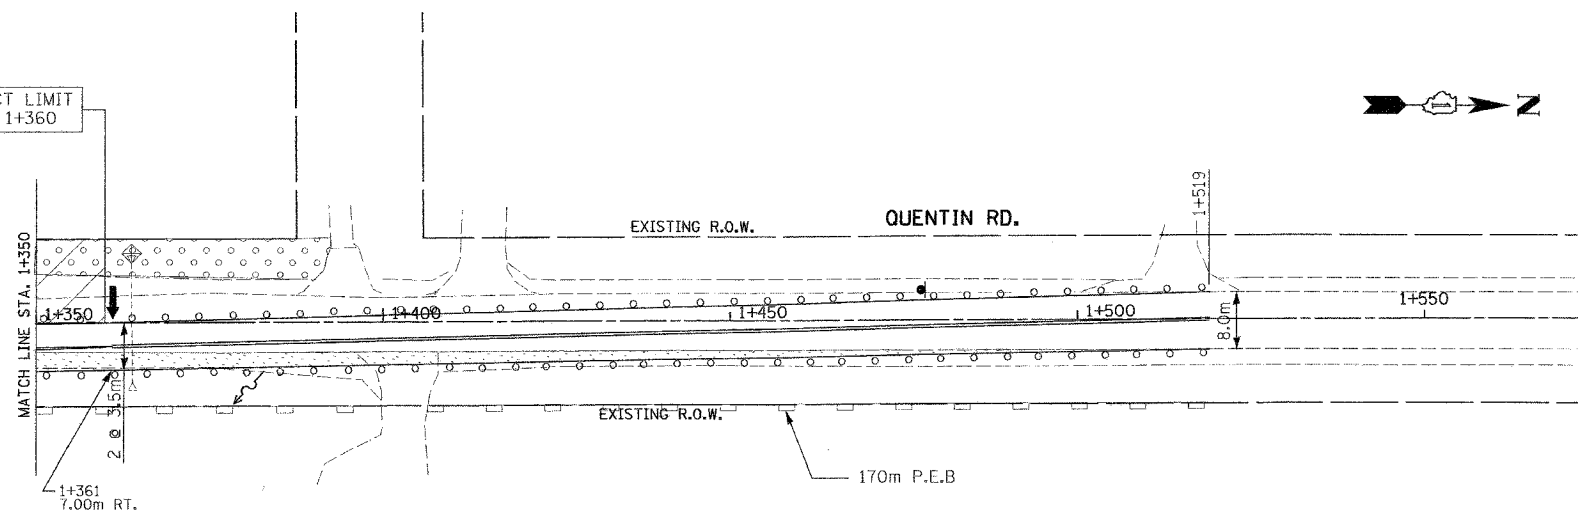 CT LIMIT
1+360
N
1+519
EXISTING R.O.W.
QUENTIN RD.
MATCH LINE STA. 1+350
1+350
1+400
1+450
1+500
1+550
8.0m
2 @ 3.5m
EXISTING R.O.W.
1+361
7.00m RT.
170m P.E.B